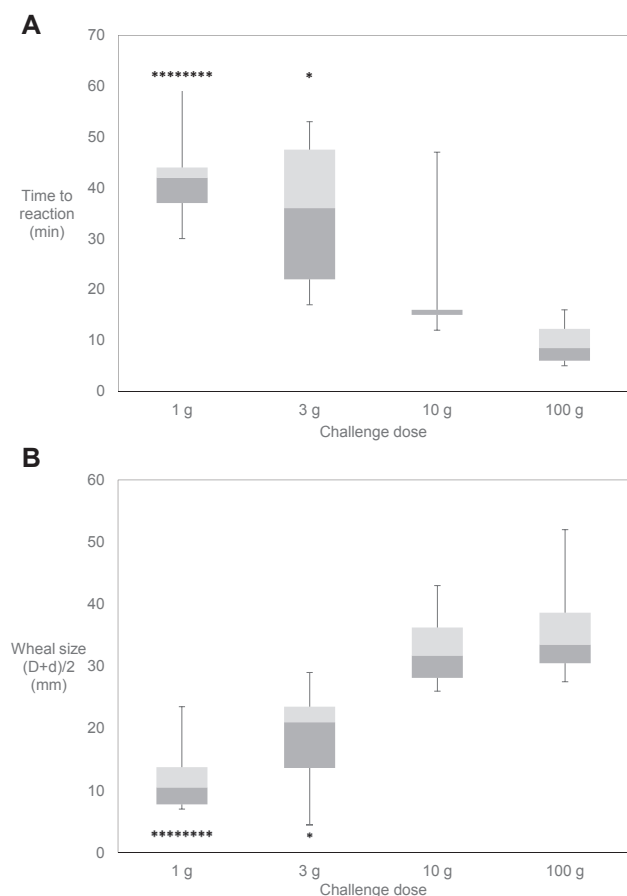 A
70
60
50
40
30
20
10
0
Time to
reaction
(min)
********
*
1 g 3 g 10 g 100 g
Challenge dose
B
60
50
40
30
20
10
0
Wheal size
(D+d)/2
(mm)
********
*
1 g 3 g 10 g 100 g
Challenge dose